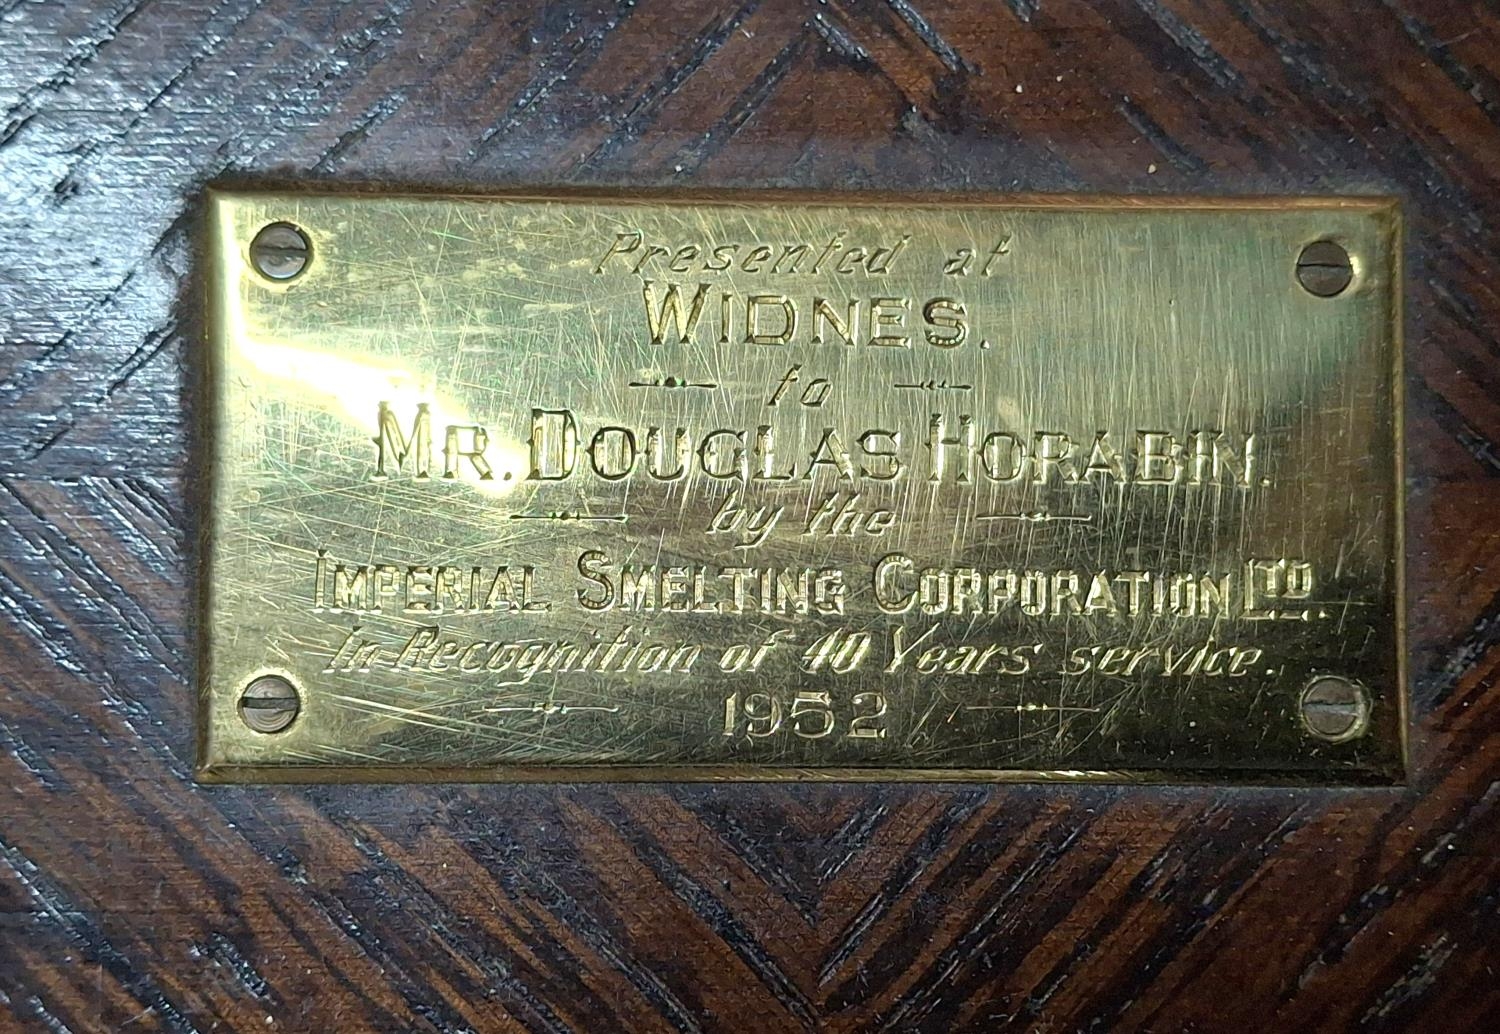 Presented at
WIDNES.
to
MR. DOUGLAS HORABIN.
by the
IMPERIAL SMELTING CORPORATION LTD.
In Recognition of 40 Years service.
1952